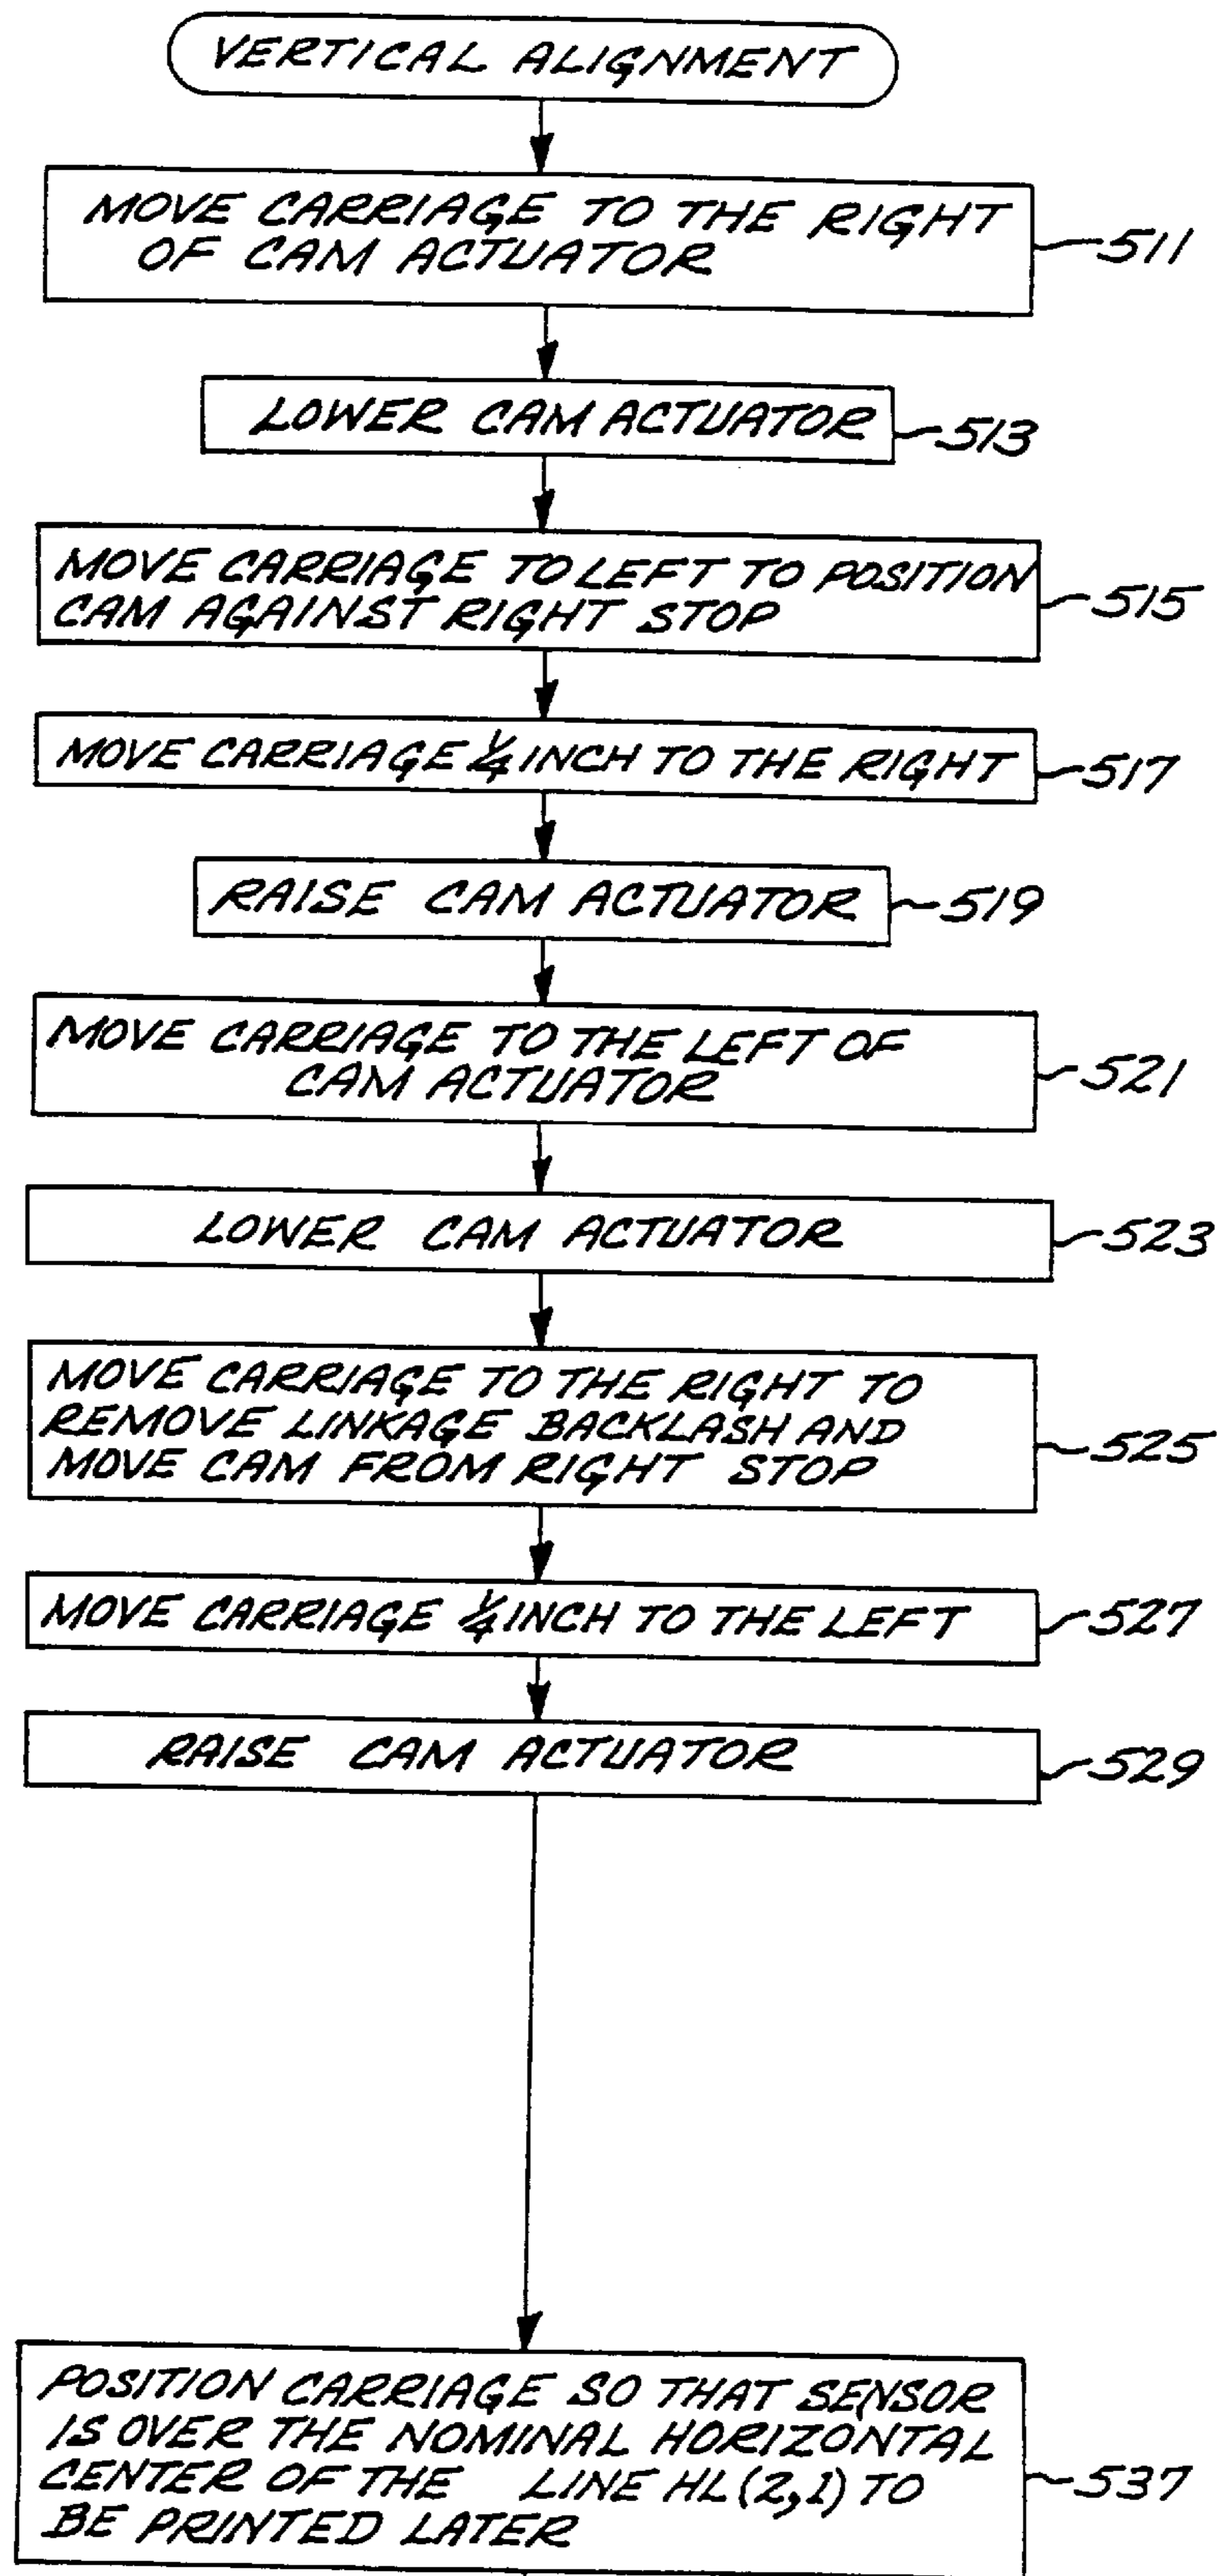 VERTICAL ALIGNMENT
MOVE CARRIAGE TO THE RIGHT
OF CAM ACTUATOR
511
LOWER CAM ACTUATOR
513
MOVE CARRIAGE TO LEFT TO POSITION
CAM AGAINST RIGHT STOP
515
MOVE CARRIAGE 1/4 INCH TO THE RIGHT
517
RAISE CAM ACTUATOR
519
MOVE CARRIAGE TO THE LEFT OF
CAM ACTUATOR
521
LOWER CAM ACTUATOR
523
MOVE CARRIAGE TO THE RIGHT TO
REMOVE LINKAGE BACKLASH AND
MOVE CAM FROM RIGHT STOP
525
MOVE CARRIAGE 1/4 INCH TO THE LEFT
527
RAISE CAM ACTUATOR
529
POSITION CARRIAGE SO THAT SENSOR
IS OVER THE NOMINAL HORIZONTAL
CENTER OF THE LINE HL(2,1) TO
BE PRINTED LATER
537